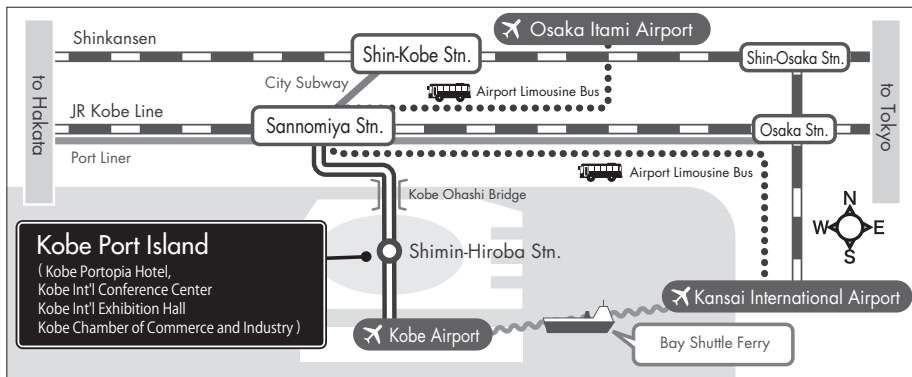 Osaka Itami Airport
Shinkansen
Shin-Kobe Stn.
Shin-Osaka Stn.
to Hakata
to Tokyo
City Subway
Airport Limousine Bus
JR Kobe Line
Sannomiya Stn.
Osaka Stn.
Port Liner
Airport Limousine Bus
Kobe Ohashi Bridge
N
W E
S
Kobe Port Island
( Kobe Portopia Hotel,
Kobe Int'l Conference Center
Kobe Int'l Exhibition Hall
Kobe Chamber of Commerce and Industry )
Shimin-Hiroba Stn.
Kansai International Airport
Kobe Airport
Bay Shuttle Ferry